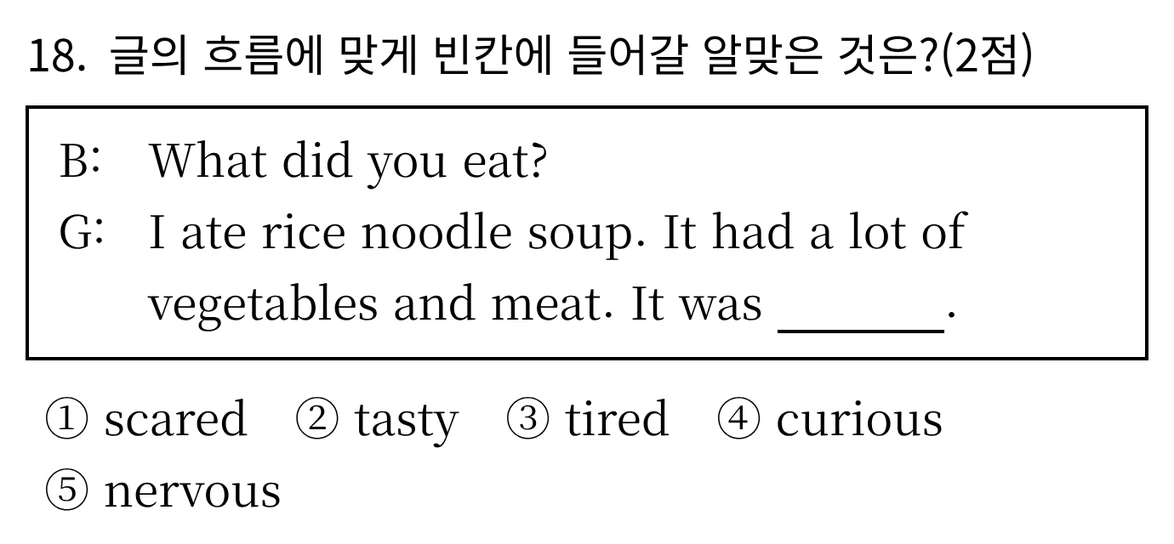 18. 글의 흐름에 맞게 빈칸에 들어갈 알맞은 것은?(2점)
B: What did you eat?
G: I ate rice noodle soup. It had a lot of
vegetables and meat. It was ________.
① scared ② tasty ③ tired ④ curious
⑤ nervous